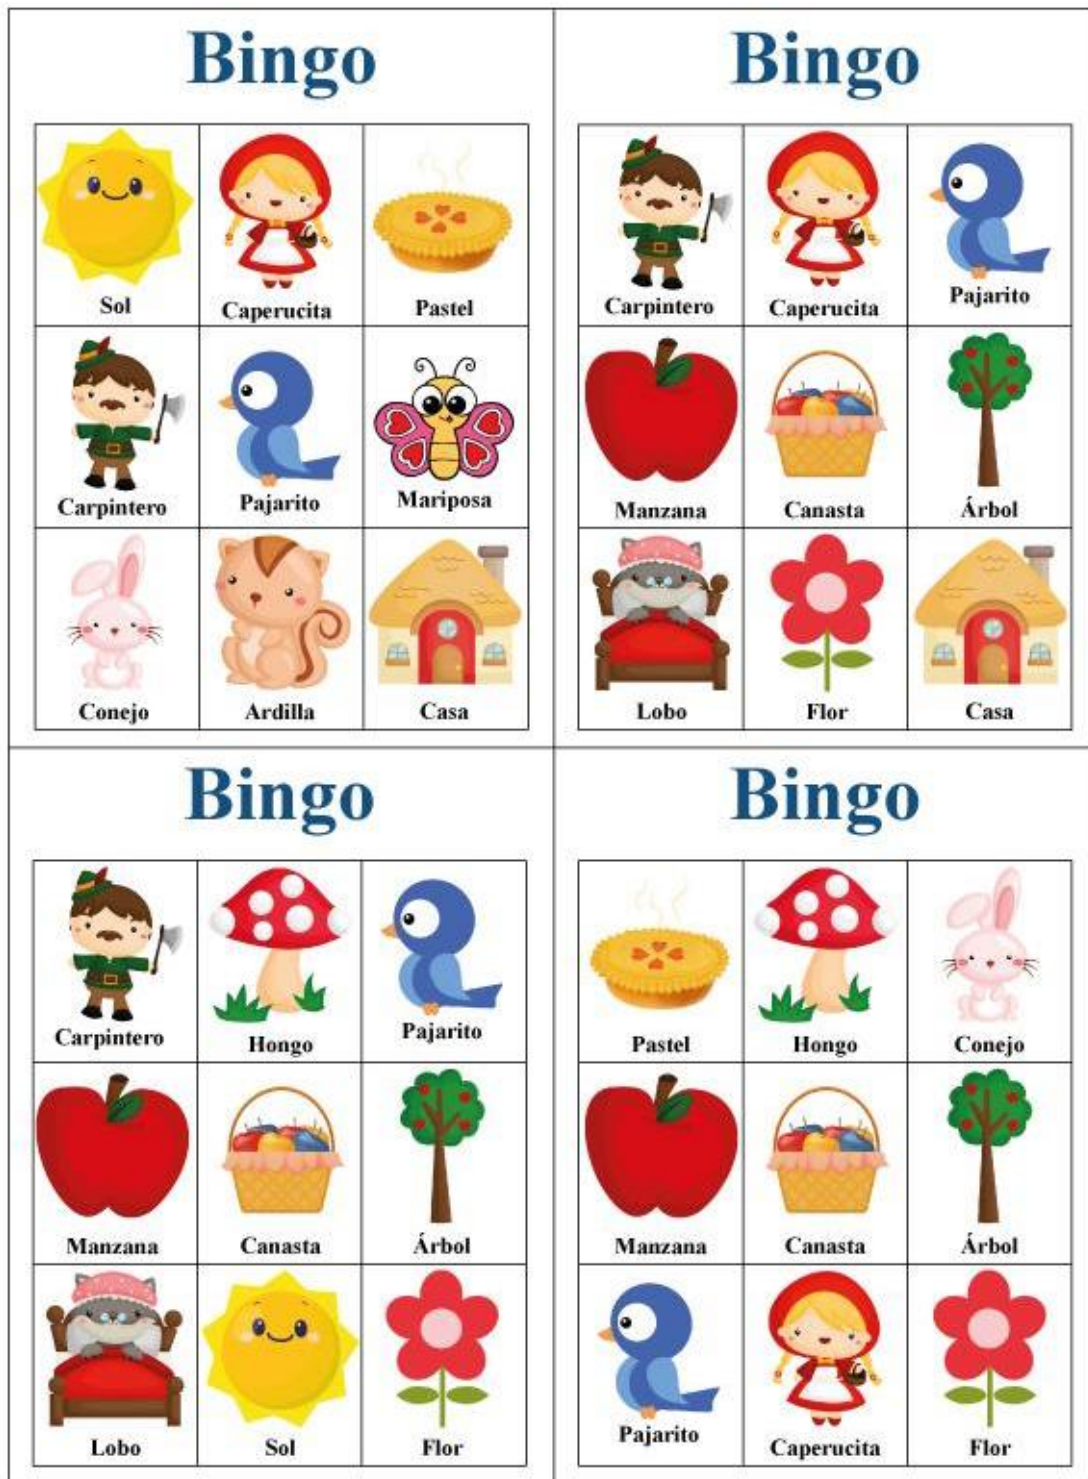 Bingo
Sol Caperucita Pastel
Carpintero Pajarito Mariposa
Conejo Ardilla Casa
Bingo
Carpintero Caperucita Pajarito
Manzana Canasta Árbol
Lobo Flor Casa
Bingo
Carpintero Hongo Pajarito
Manzana Canasta Árbol
Lobo Sol Flor
Bingo
Pastel Hongo Conejo
Manzana Canasta Árbol
Pajarito Caperucita Flor